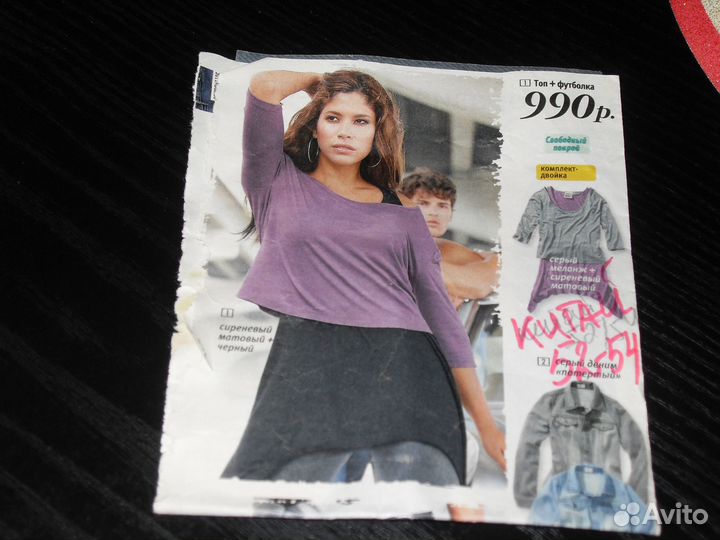 1 Топ + футболка
990р.
Свободный
покрой
комплект-
двойка
серый
меланж +
сиреневый
матовый
1
сиреневый
матовый +
черный
КИТАЙ
52-54
2 серый деним
«потертый»
Avito